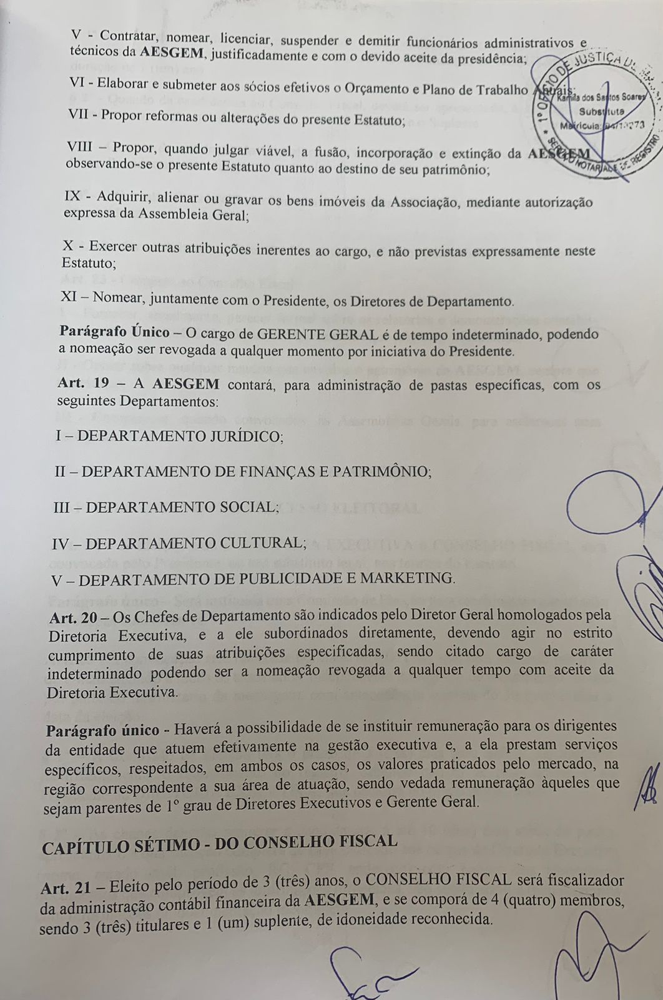 V - Contratar, nomear, licenciar, suspender e demitir funcionários administrativos e
técnicos da AESGEM, justificadamente e com o devido aceite da presidência;
VI - Elaborar e submeter aos sócios efetivos o Orçamento e Plano de Trabalho Anuais;
VII - Propor reformas ou alterações do presente Estatuto;
VIII – Propor, quando julgar viável, a fusão, incorporação e extinção da AESGEM
observando-se o presente Estatuto quanto ao destino de seu patrimônio;
IX - Adquirir, alienar ou gravar os bens imóveis da Associação, mediante autorização
expressa da Assembleia Geral;
X - Exercer outras atribuições inerentes ao cargo, e não previstas expressamente neste
Estatuto;
XI – Nomear, juntamente com o Presidente, os Diretores de Departamento.
Parágrafo Único – O cargo de GERENTE GERAL é de tempo indeterminado, podendo
a nomeação ser revogada a qualquer momento por iniciativa do Presidente.
Art. 19 – A AESGEM contará, para administração de pastas específicas, com os
seguintes Departamentos:
I – DEPARTAMENTO JURÍDICO;
II – DEPARTAMENTO DE FINANÇAS E PATRIMÔNIO;
III – DEPARTAMENTO SOCIAL;
IV – DEPARTAMENTO CULTURAL;
V – DEPARTAMENTO DE PUBLICIDADE E MARKETING.
Art. 20 – Os Chefes de Departamento são indicados pelo Diretor Geral homologados pela
Diretoria Executiva, e a ele subordinados diretamente, devendo agir no estrito
cumprimento de suas atribuições especificadas, sendo citado cargo de caráter
indeterminado podendo ser a nomeação revogada a qualquer tempo com aceite da
Diretoria Executiva.
Parágrafo único - Haverá a possibilidade de se instituir remuneração para os dirigentes
da entidade que atuem efetivamente na gestão executiva e, a ela prestam serviços
específicos, respeitados, em ambos os casos, os valores praticados pelo mercado, na
região correspondente a sua área de atuação, sendo vedada remuneração àqueles que
sejam parentes de 1º grau de Diretores Executivos e Gerente Geral.
CAPÍTULO SÉTIMO - DO CONSELHO FISCAL
Art. 21 – Eleito pelo período de 3 (três) anos, o CONSELHO FISCAL será fiscalizador
da administração contábil financeira da AESGEM, e se comporá de 4 (quatro) membros,
sendo 3 (três) titulares e 1 (um) suplente, de idoneidade reconhecida.
1º OFÍCIO DE JUSTIÇA
Kamila dos Santos Soares
Substituta
Matrícula:
SERVIÇO NOTARIAL E DE REGISTRO